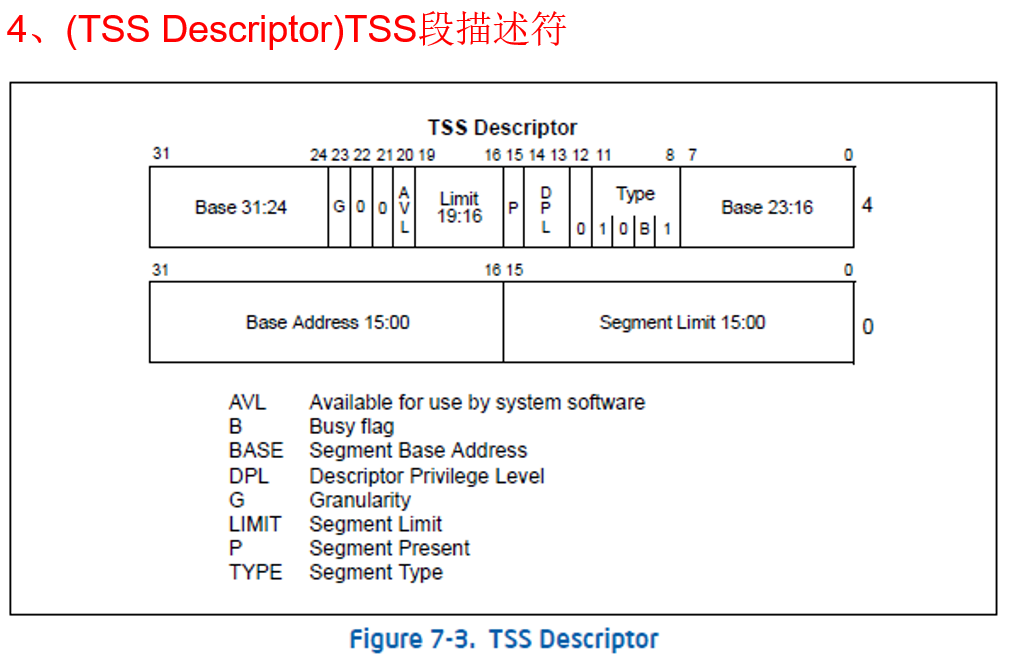 4、(TSS Descriptor)TSS段描述符
TSS Descriptor
31 24 23 22 21 20 19 16 15 14 13 12 11 8 7 0
Base 31:24 G 0 0 AVL Limit 19:16 P DPL 0 Type 1 0 B 1 Base 23:16 4
31 16 15 0
Base Address 15:00 Segment Limit 15:00 0
AVL Available for use by system software
B Busy flag
BASE Segment Base Address
DPL Descriptor Privilege Level
G Granularity
LIMIT Segment Limit
P Segment Present
TYPE Segment Type
Figure 7-3. TSS Descriptor